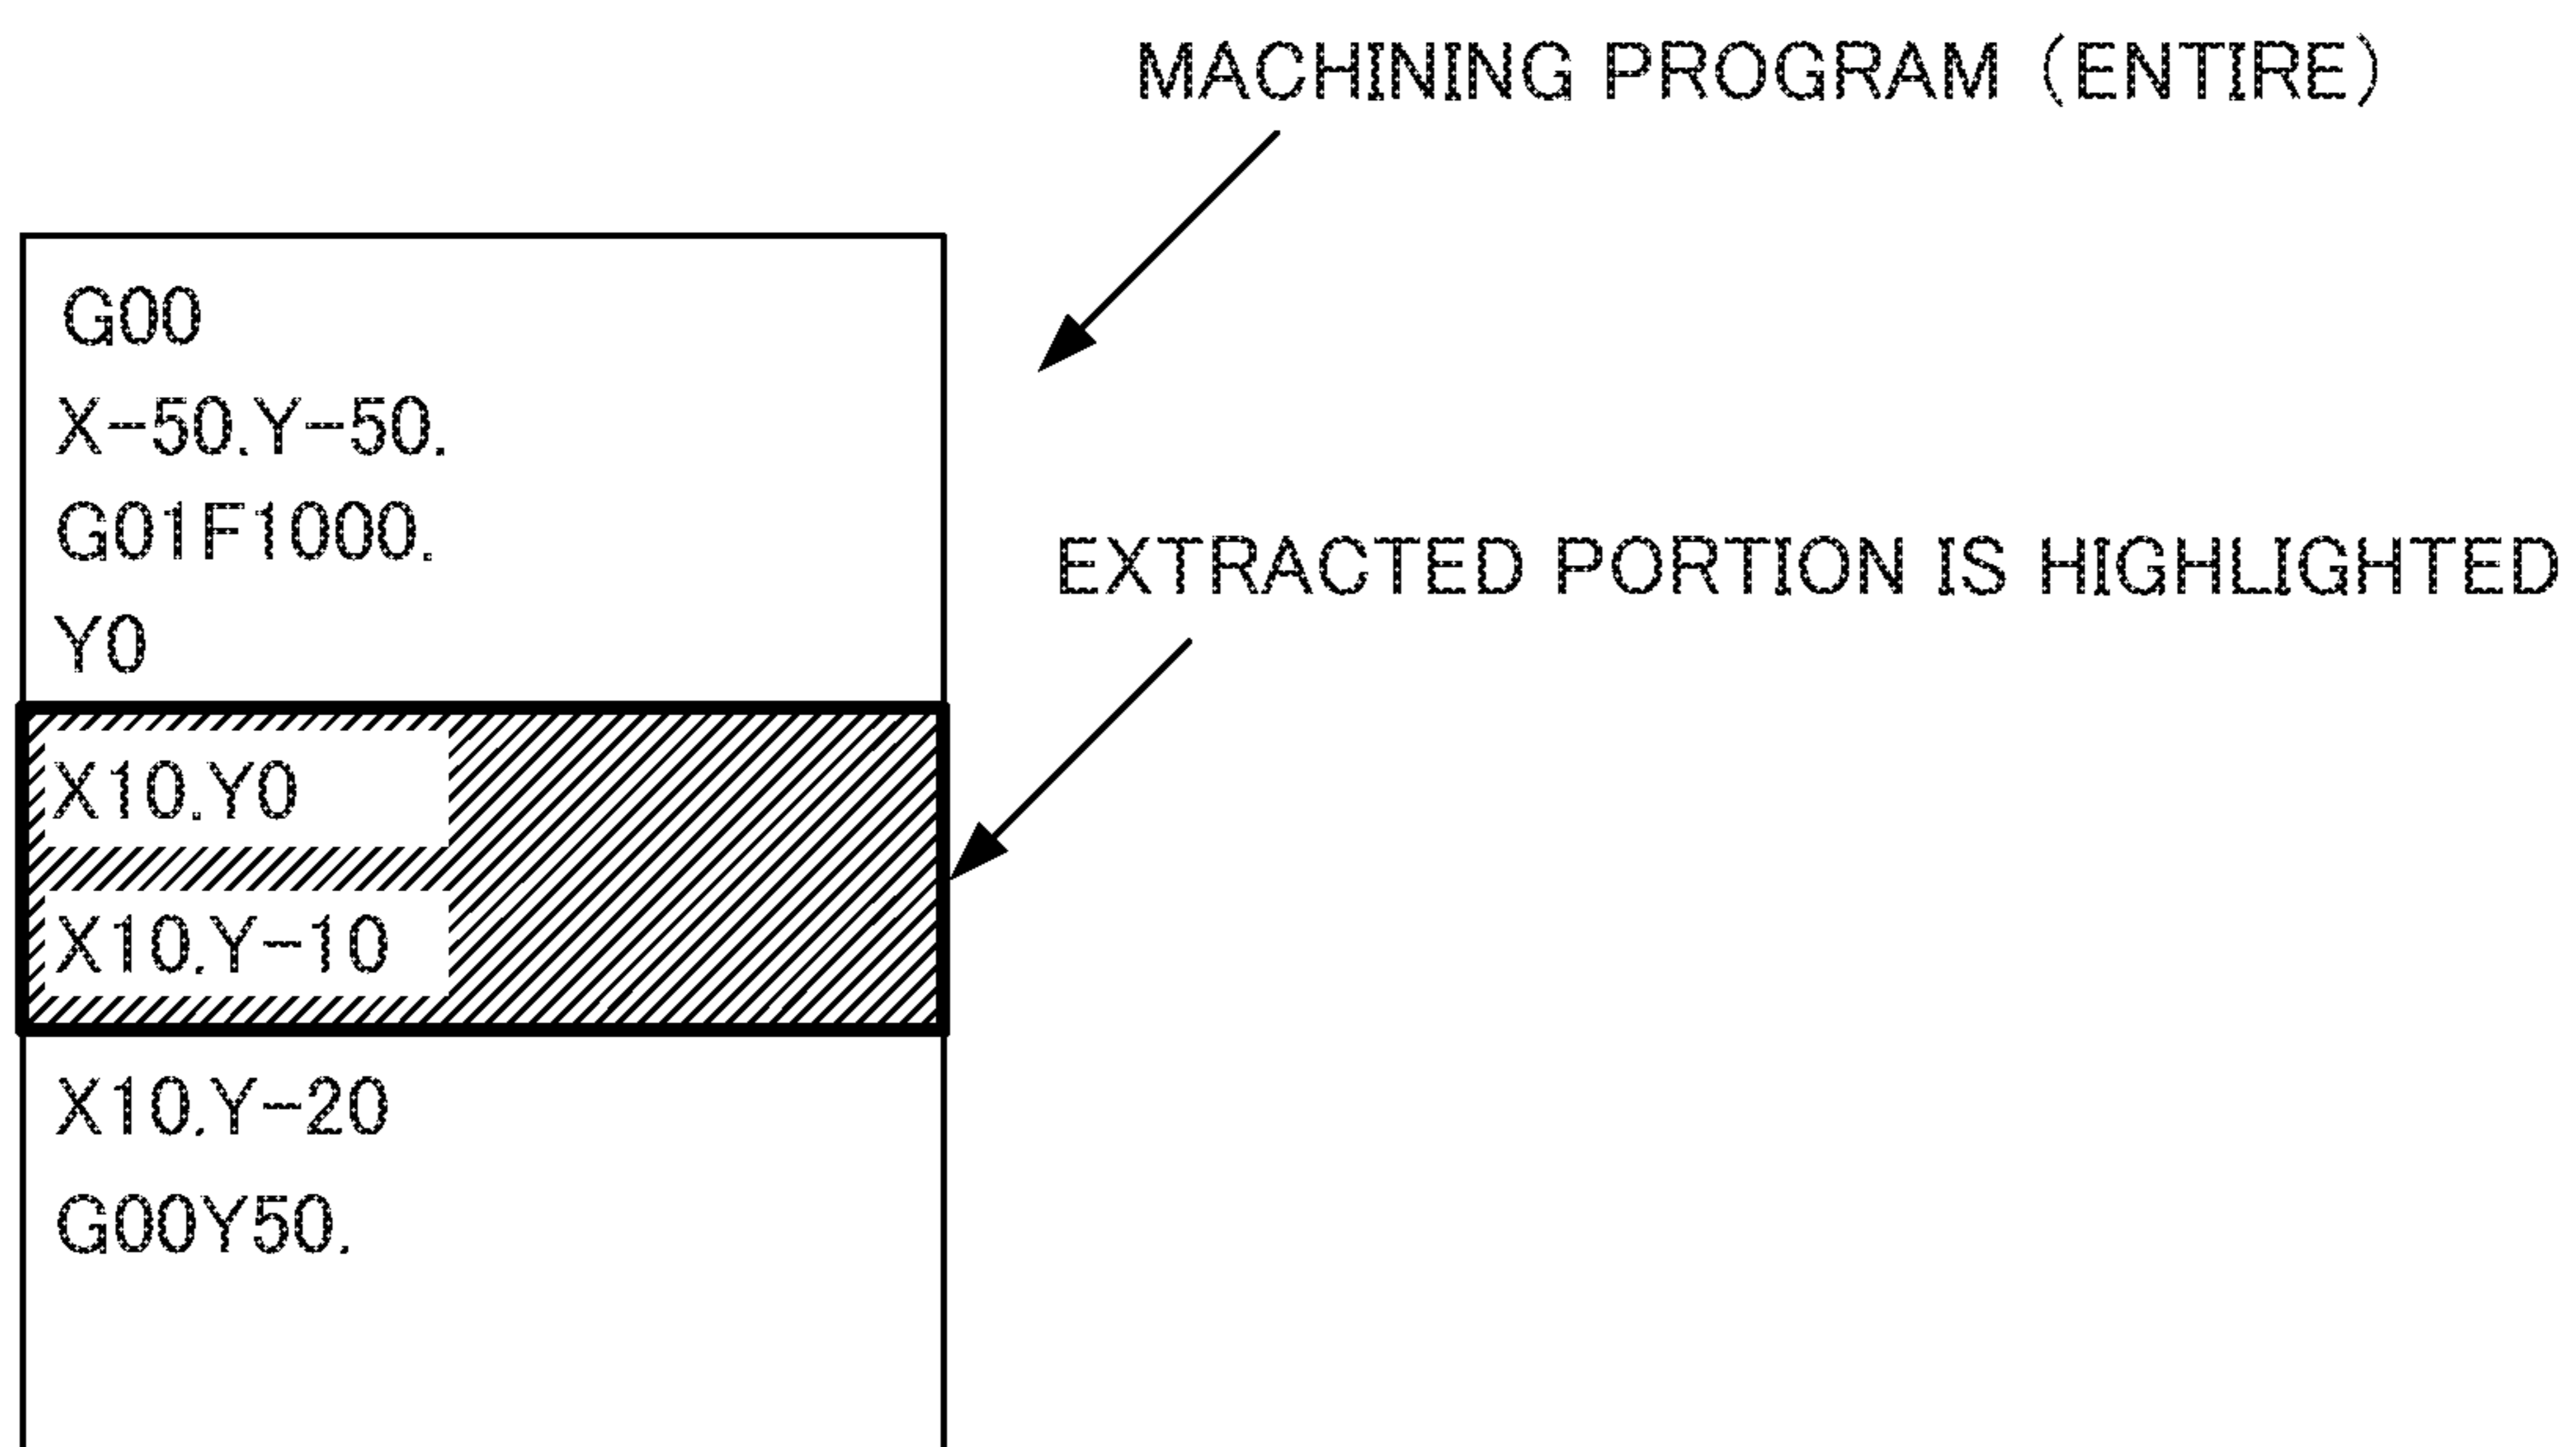 MACHINING PROGRAM (ENTIRE)
G00
X-50.Y-50.
G01F1000.
EXTRACTED PORTION IS HIGHLIGHTED
Y0
X10.Y0
X10.Y-10
X10.Y-20
G00Y50.